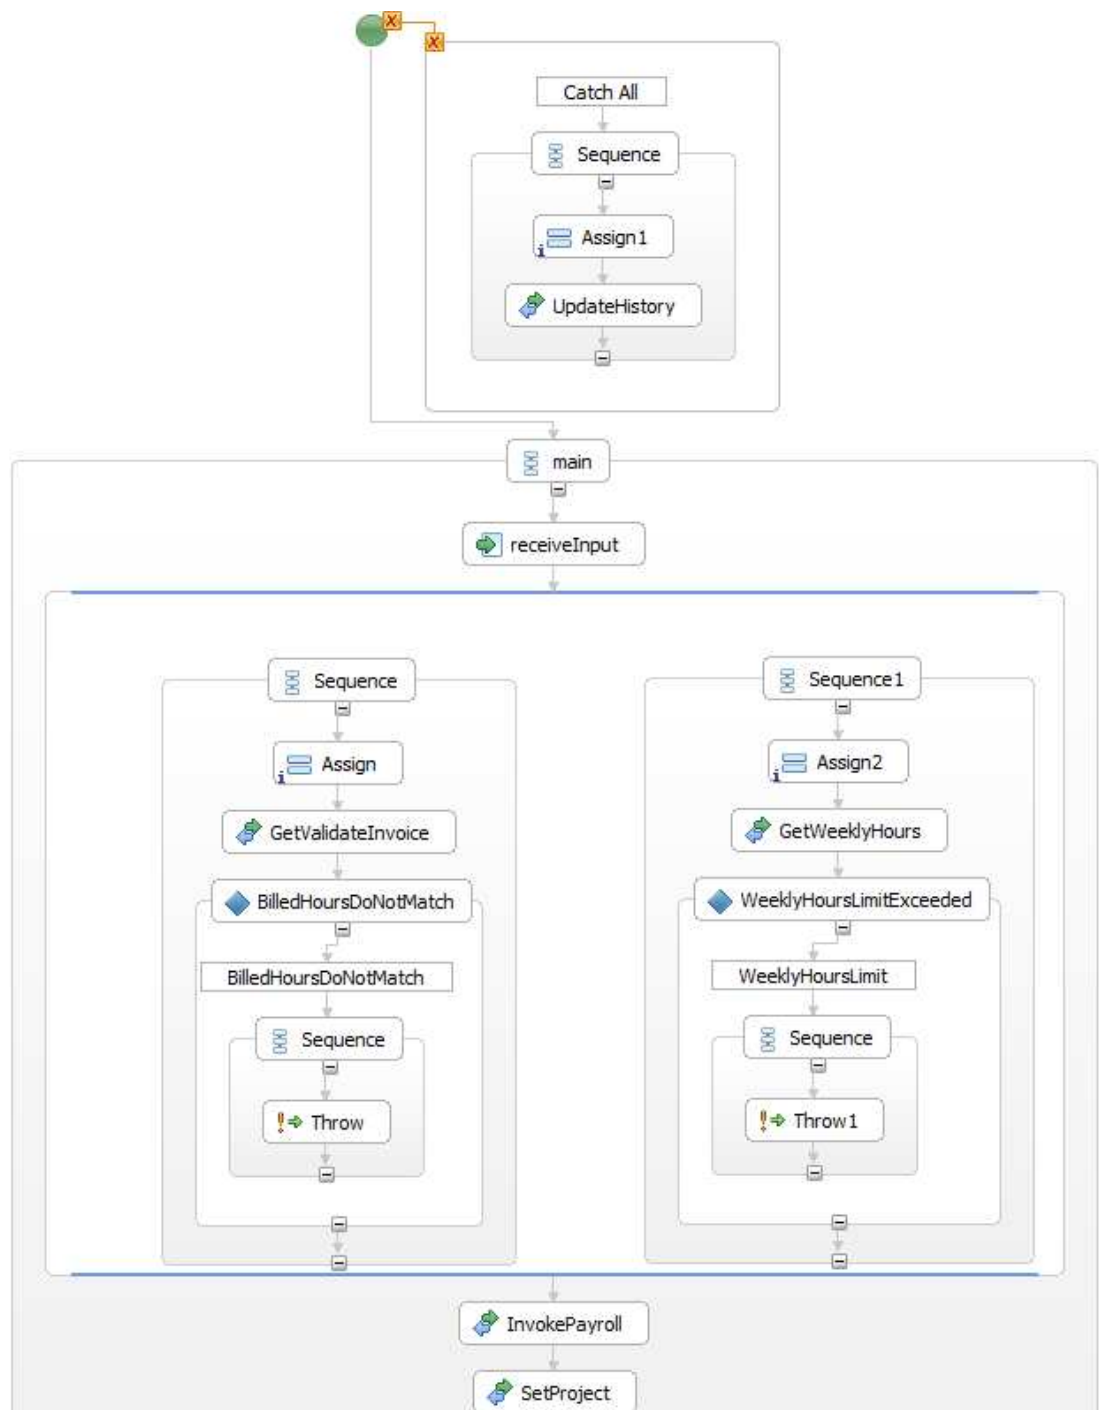 Catch All
Sequence
Assign1
UpdateHistory
main
receiveInput
Sequence
Assign
GetValidateInvoice
BilledHoursDoNotMatch
BilledHoursDoNotMatch
Sequence
Throw
Sequence1
Assign2
GetWeeklyHours
WeeklyHoursLimitExceeded
WeeklyHoursLimit
Sequence
Throw1
InvokePayroll
SetProject